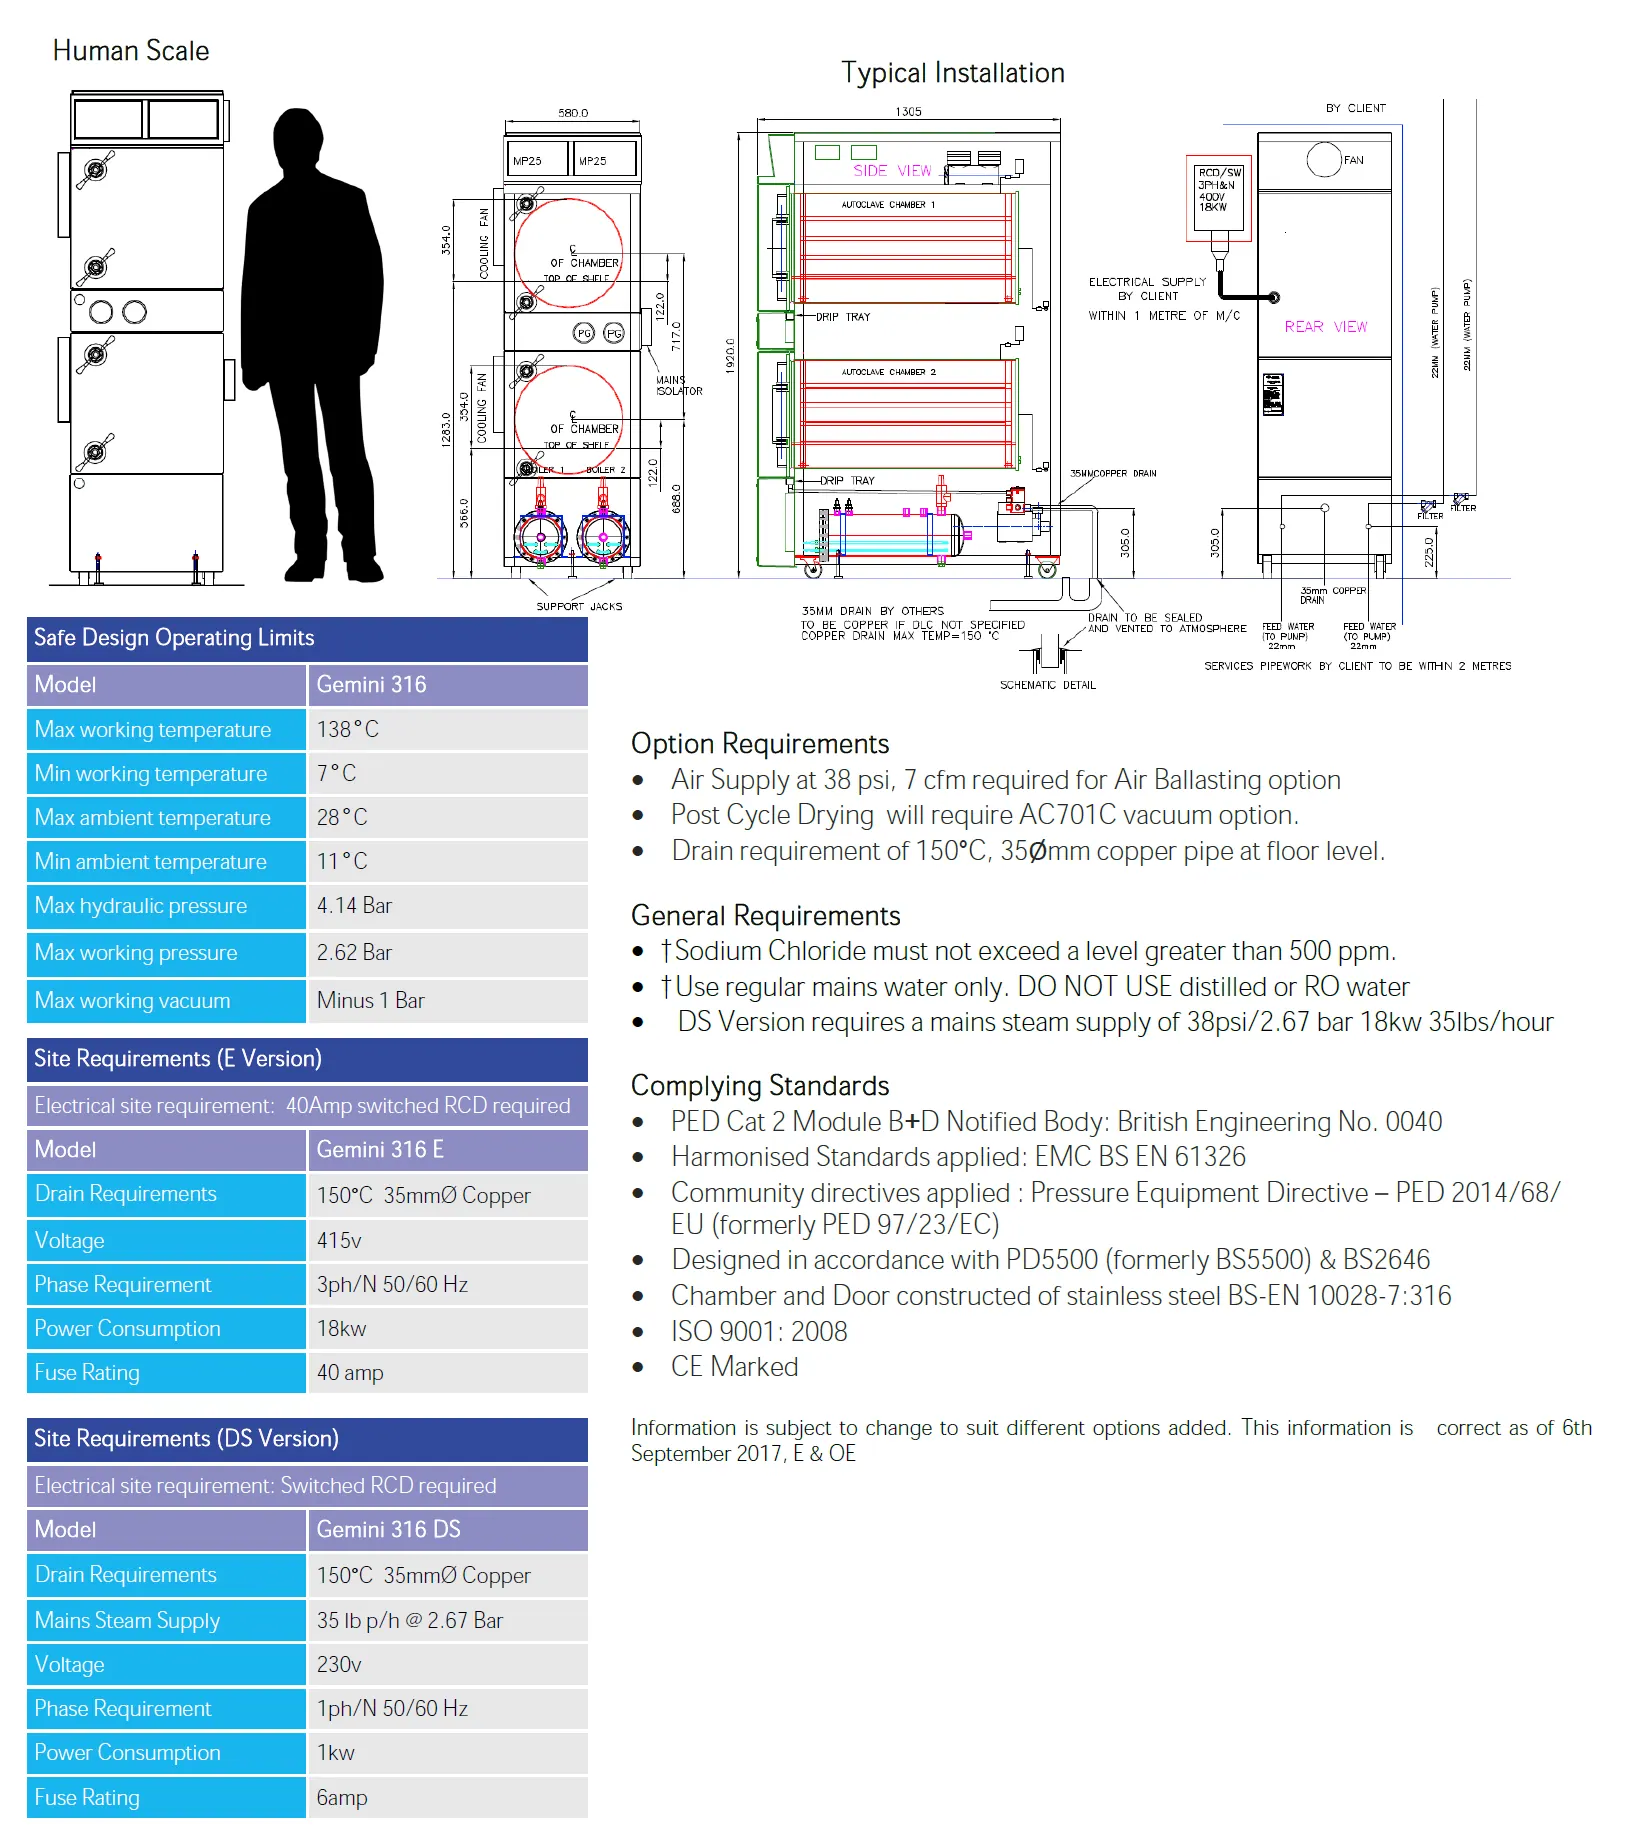 Human Scale
Typical Installation
580.0
MP25
MP25
COOLING FAN
354.0
℄
OF CHAMBER
TOP OF SHELF
122.0
717.0
PG
PG
MAINS
ISOLATOR
COOLING FAN
354.0
1283.0
℄
OF CHAMBER
TOP OF SHELF
BOILER 2
122.0
566.0
688.0
SUPPORT JACKS
1305
SIDE VIEW
AUTOCLAVE CHAMBER 1
DRIP TRAY
1920.0
AUTOCLAVE CHAMBER 2
DRIP TRAY
35MMCOPPER DRAIN
305.0
35MM DRAIN BY OTHERS
TO BE COPPER IF DLC NOT SPECIFIED
COPPER DRAIN MAX TEMP=150 °C
DRAIN TO BE SEALED
AND VENTED TO ATMOSPHERE
SCHEMATIC DETAIL
BY CLIENT
RCD/SW
3PH&N
400V
18KW
FAN
ELECTRICAL SUPPLY
BY CLIENT
WITHIN 1 METRE OF M/C
REAR VIEW
22MM (WATER PUMP)
22MM (WATER PUMP)
FILTER
FILTER
305.0
225.0
35mm COPPER
DRAIN
FEED WATER
(TO PUMP)
22mm
FEED WATER
(TO PUMP)
22mm
SERVICES PIPEWORK BY CLIENT TO BE WITHIN 2 METRES
Safe Design Operating Limits
Model Gemini 316
Max working temperature 138°C
Min working temperature 7°C
Max ambient temperature 28°C
Min ambient temperature 11°C
Max hydraulic pressure 4.14 Bar
Max working pressure 2.62 Bar
Max working vacuum Minus 1 Bar
Site Requirements (E Version)
Electrical site requirement: 40Amp switched RCD required
Model Gemini 316 E
Drain Requirements 150°C 35mmØ Copper
Voltage 415v
Phase Requirement 3ph/N 50/60 Hz
Power Consumption 18kw
Fuse Rating 40 amp
Site Requirements (DS Version)
Electrical site requirement: Switched RCD required
Model Gemini 316 DS
Drain Requirements 150°C 35mmØ Copper
Mains Steam Supply 35 lb p/h @ 2.67 Bar
Voltage 230v
Phase Requirement 1ph/N 50/60 Hz
Power Consumption 1kw
Fuse Rating 6amp
Option Requirements
• Air Supply at 38 psi, 7 cfm required for Air Ballasting option
• Post Cycle Drying will require AC701C vacuum option.
• Drain requirement of 150°C, 35Ømm copper pipe at floor level.
General Requirements
• †Sodium Chloride must not exceed a level greater than 500 ppm.
• †Use regular mains water only. DO NOT USE distilled or RO water
• DS Version requires a mains steam supply of 38psi/2.67 bar 18kw 35lbs/hour
Complying Standards
• PED Cat 2 Module B+D Notified Body: British Engineering No. 0040
• Harmonised Standards applied: EMC BS EN 61326
• Community directives applied : Pressure Equipment Directive – PED 2014/68/
EU (formerly PED 97/23/EC)
• Designed in accordance with PD5500 (formerly BS5500) & BS2646
• Chamber and Door constructed of stainless steel BS-EN 10028-7:316
• ISO 9001: 2008
• CE Marked
Information is subject to change to suit different options added. This information is correct as of 6th
September 2017, E & OE